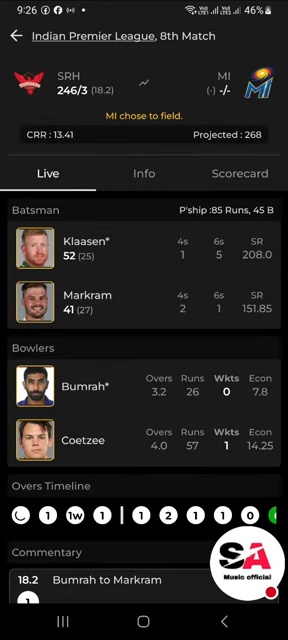 9:26
46%
Indian Premier League, 8th Match
SRH
246/3 (18.2)
MI
(-) -/-
MI chose to field.
CRR : 13.41
Projected : 268
Live
Info
Scorecard
Batsman
P'ship :85 Runs, 45 B
Klaasen*
52 (25)
4s
6s
SR
1
5
208.0
Markram
41 (27)
4s
6s
SR
2
1
151.85
Bowlers
Bumrah*
Overs
Runs
Wkts
Econ
3.2
26
0
7.8
Coetzee
Overs
Runs
Wkts
Econ
4.0
57
1
14.25
Overs Timeline
1
1w
1
1
2
1
1
0
SA
Music official
Commentary
18.2
Bumrah to Markram
1